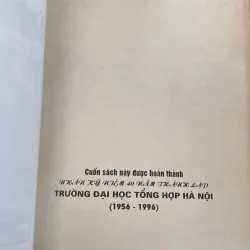 Cuốn sách này được hoàn thành
NHÂN KỶ NIỆM 40 NĂM THÀNH LẬP
TRƯỜNG ĐẠI HỌC TỔNG HỢP HÀ NỘI
(1956 - 1996)